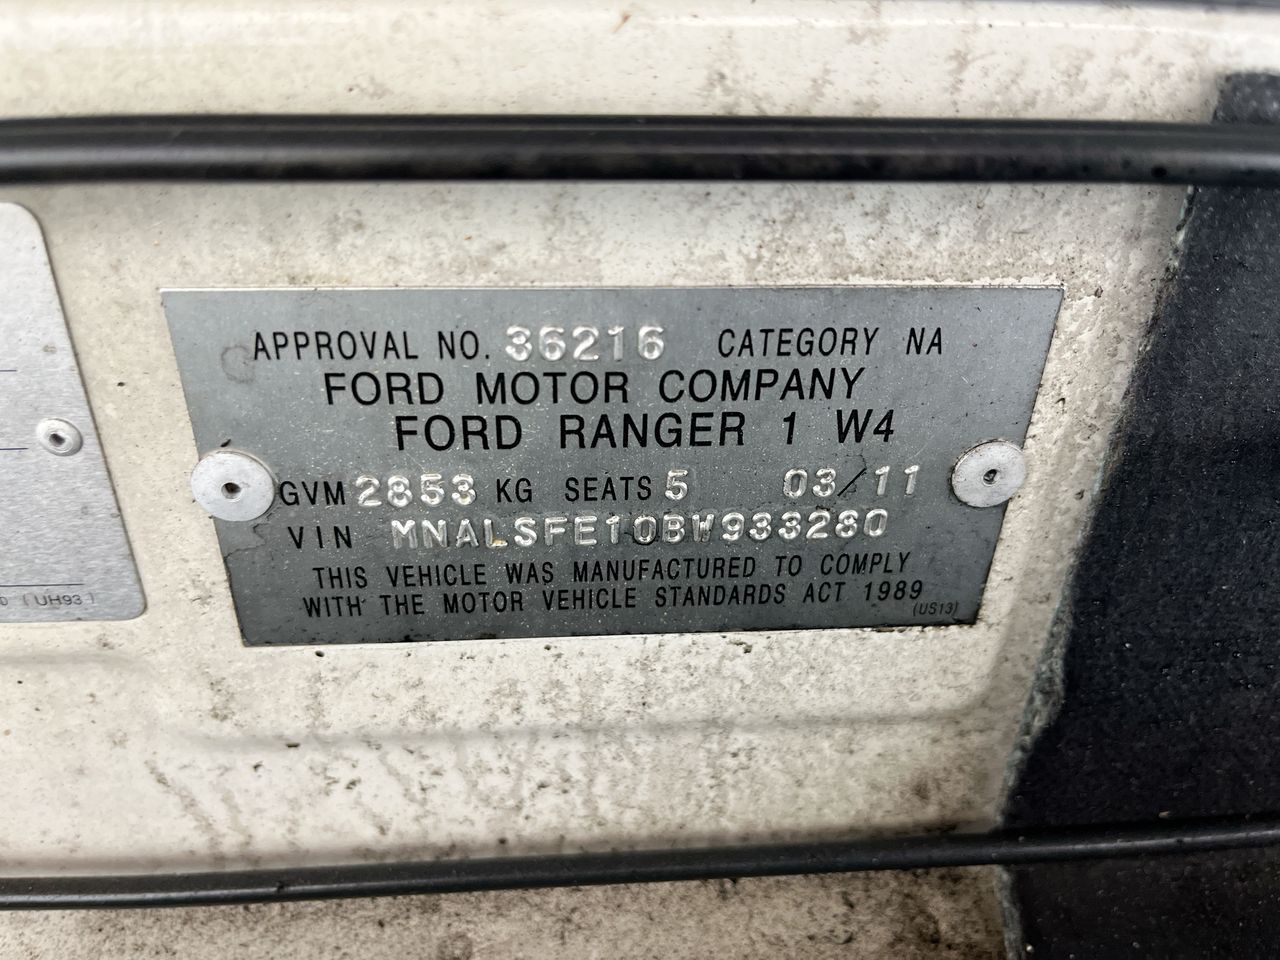 APPROVAL NO. 36216 CATEGORY NA
FORD MOTOR COMPANY
FORD RANGER 1 W4
GVM 2853 KG SEATS 5 03/11
VIN MNALSFE10BW933280
THIS VEHICLE WAS MANUFACTURED TO COMPLY
WITH THE MOTOR VEHICLE STANDARDS ACT 1989
(US13)
(UH93)